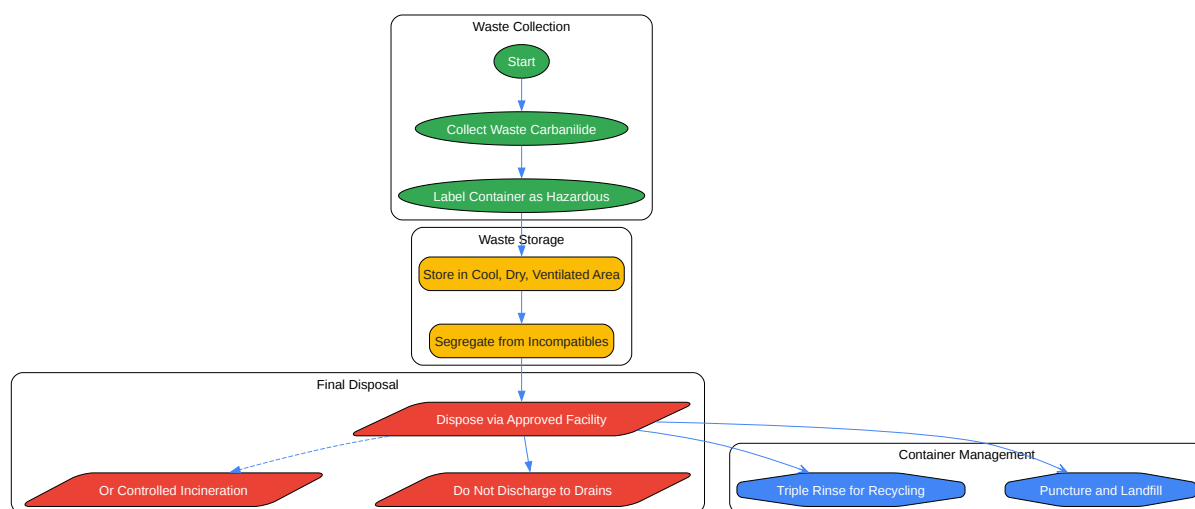 Waste Collection
Start
Collect Waste Carbanilide
Label Container as Hazardous
Waste Storage
Store in Cool, Dry, Ventilated Area
Segregate from Incompatibles
Final Disposal
Dispose via Approved Facility
Container Management
Or Controlled Incineration
Do Not Discharge to Drains
Triple Rinse for Recycling
Puncture and Landfill